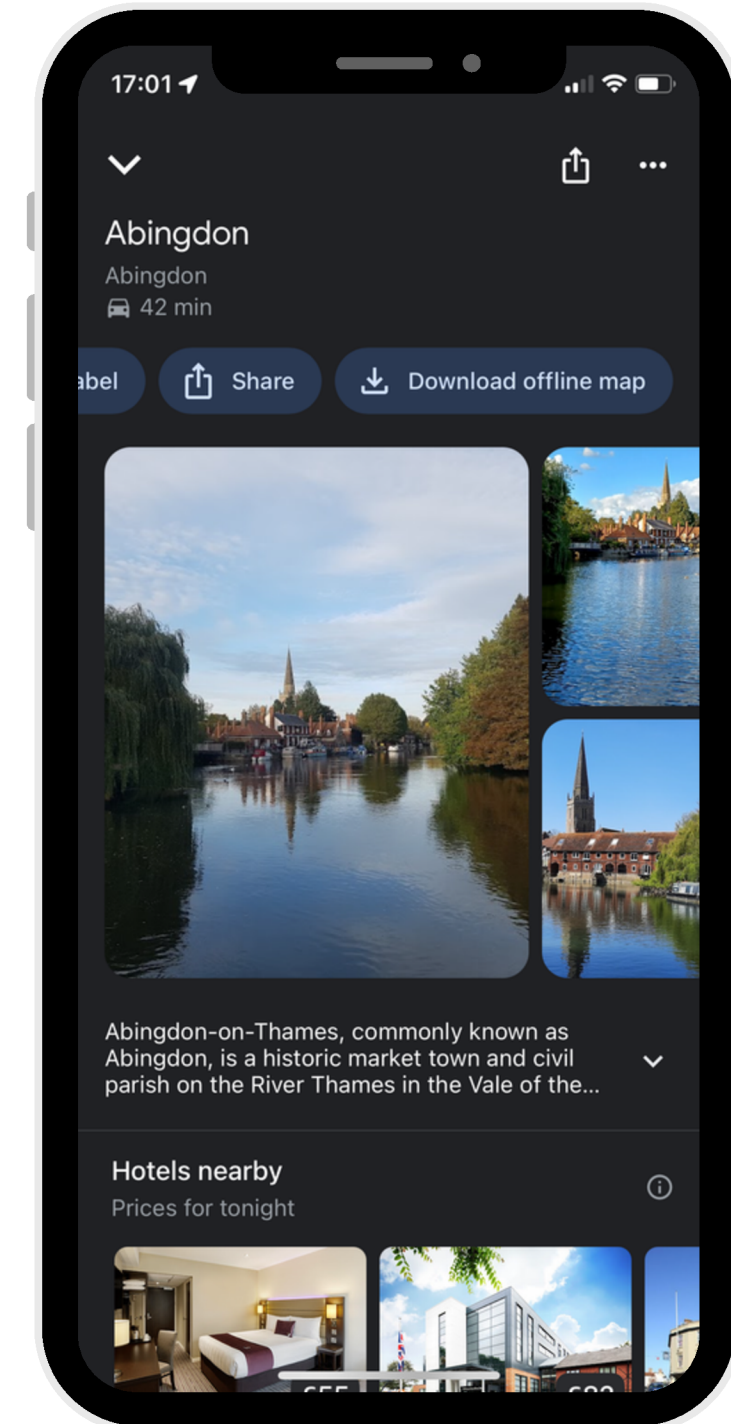 17:01
Abingdon
Abingdon
42 min
Share
Download offline map
Abingdon-on-Thames, commonly known as
Abingdon, is a historic market town and civil
parish on the River Thames in the Vale of the...
Hotels nearby
Prices for tonight